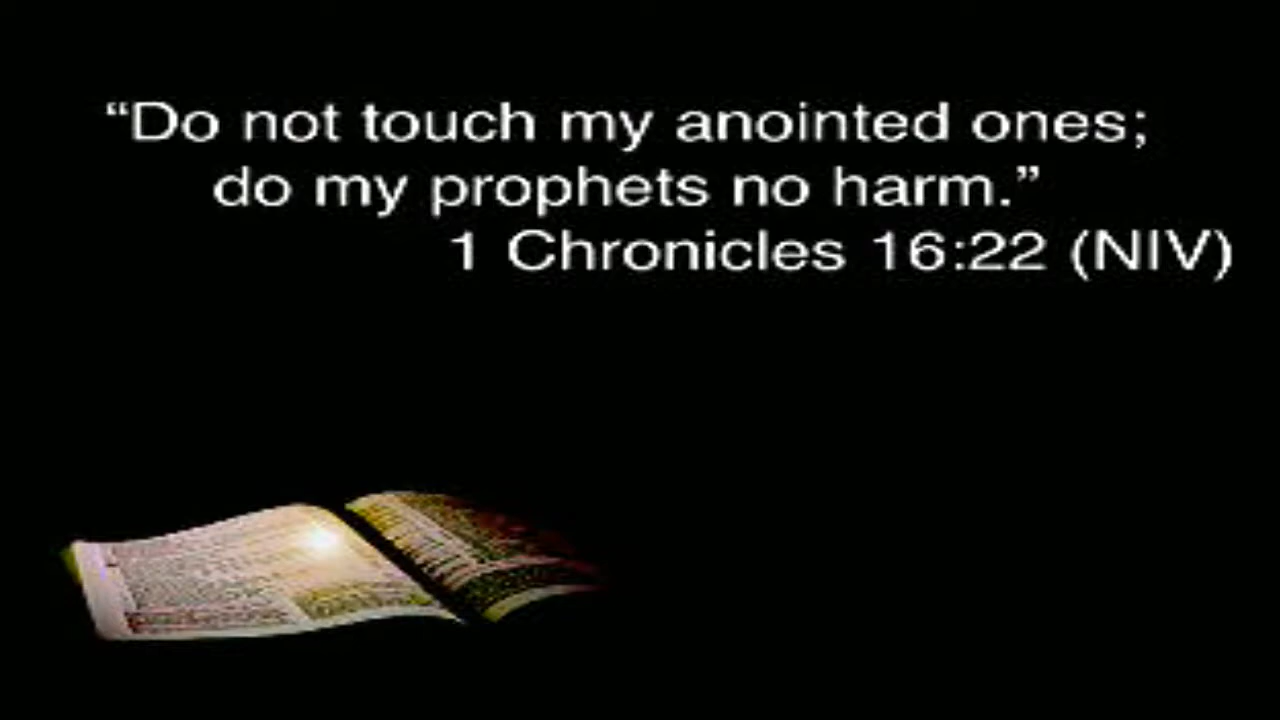 “Do not touch my anointed ones;
do my prophets no harm.”
1 Chronicles 16:22 (NIV)